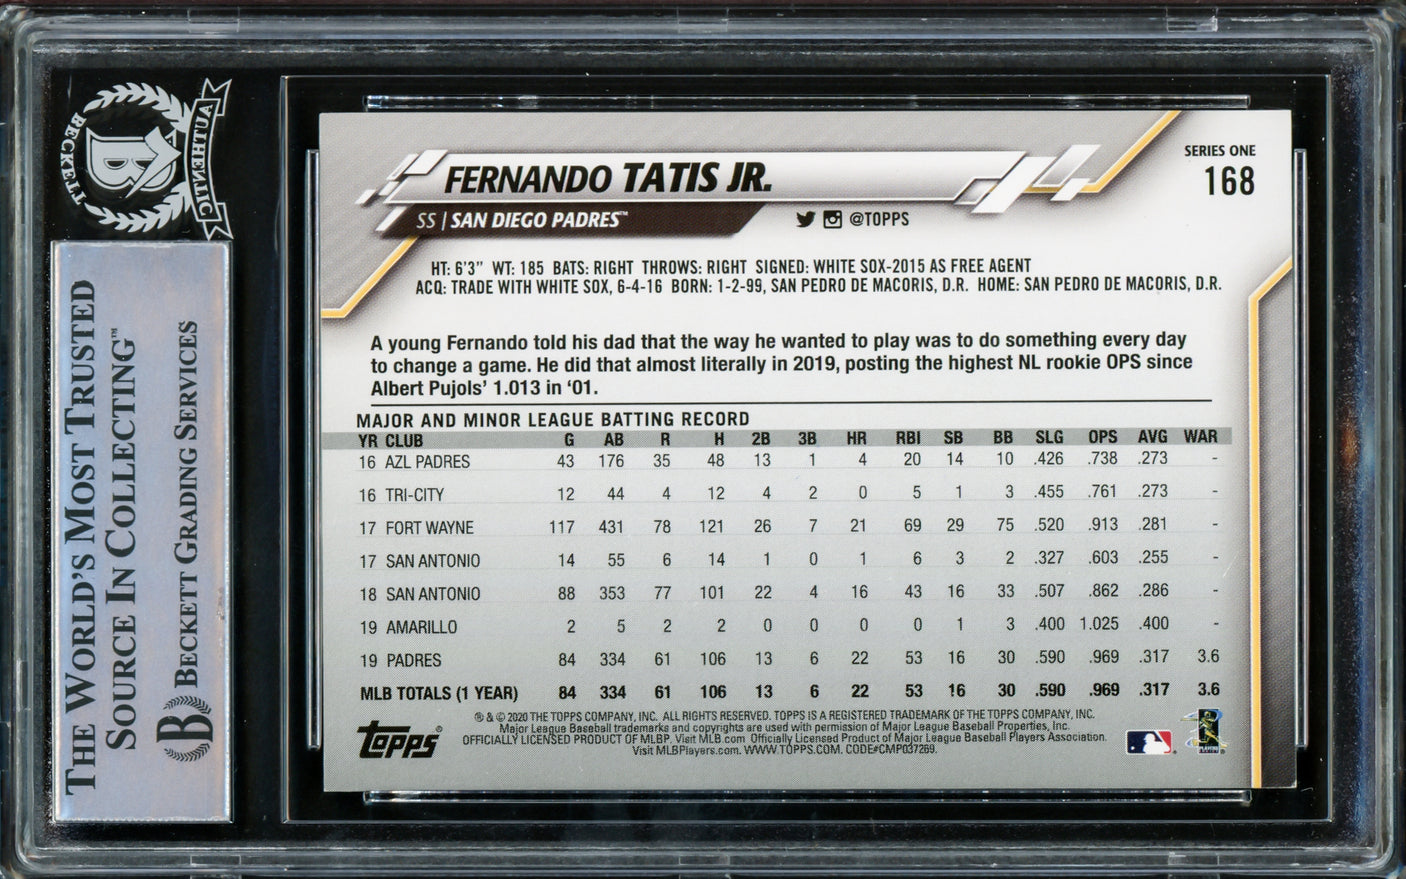 BECKETT
AUTHENTIC
B
THE WORLD'S MOST TRUSTED
SOURCE IN COLLECTING™
B BECKETT GRADING SERVICES
SERIES ONE
168
FERNANDO TATIS JR.
SS | SAN DIEGO PADRES™
@TOPPS
HT: 6'3" WT: 185 BATS: RIGHT THROWS: RIGHT SIGNED: WHITE SOX-2015 AS FREE AGENT
ACQ: TRADE WITH WHITE SOX, 6-4-16 BORN: 1-2-99, SAN PEDRO DE MACORIS, D.R. HOME: SAN PEDRO DE MACORIS, D.R.
A young Fernando told his dad that the way he wanted to play was to do something every day
to change a game. He did that almost literally in 2019, posting the highest NL rookie OPS since
Albert Pujols' 1.013 in '01.
MAJOR AND MINOR LEAGUE BATTING RECORD
YR CLUB G AB R H 2B 3B HR RBI SB BB SLG OPS AVG WAR
16 AZL PADRES 43 176 35 48 13 1 4 20 14 10 .426 .738 .273 -
16 TRI-CITY 12 44 4 12 4 2 0 5 1 3 .455 .761 .273 -
17 FORT WAYNE 117 431 78 121 26 7 21 69 29 75 .520 .913 .281 -
17 SAN ANTONIO 14 55 6 14 1 0 1 6 3 2 .327 .603 .255 -
18 SAN ANTONIO 88 353 77 101 22 4 16 43 16 33 .507 .862 .286 -
19 AMARILLO 2 5 2 2 0 0 0 0 1 3 .400 1.025 .400 -
19 PADRES 84 334 61 106 13 6 22 53 16 30 .590 .969 .317 3.6
MLB TOTALS (1 YEAR) 84 334 61 106 13 6 22 53 16 30 .590 .969 .317 3.6
Topps®
® & © 2020 THE TOPPS COMPANY, INC. ALL RIGHTS RESERVED. TOPPS IS A REGISTERED TRADEMARK OF THE TOPPS COMPANY, INC.
Major League Baseball trademarks and copyrights are used with permission of Major League Baseball Properties, Inc.
OFFICIALLY LICENSED PRODUCT OF MLBP. Visit MLB.com Officially Licensed Product of Major League Baseball Players Association.
Visit MLBPlayers.com. WWW.TOPPS.COM. CODE#CMP037269.